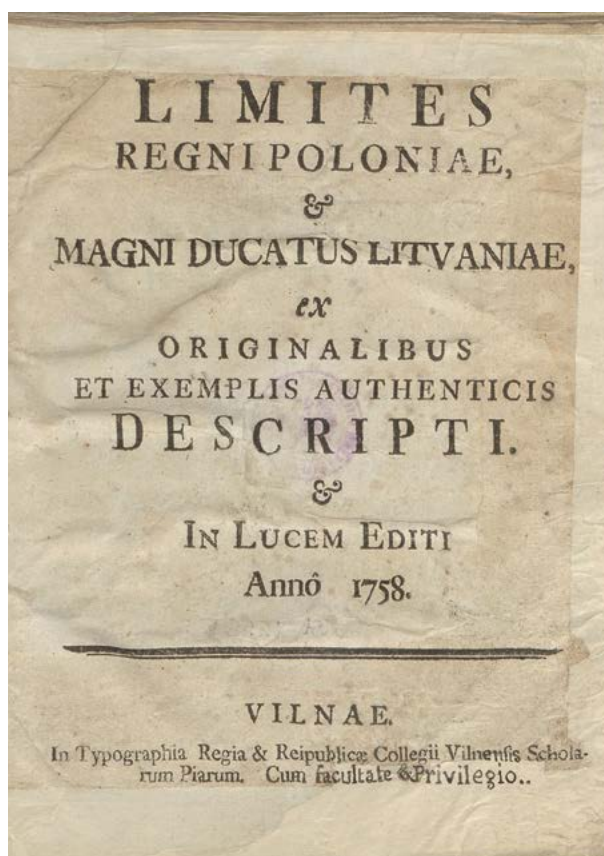 LIMITES
REGNI POLONIAE,
&
MAGNI DUCATUS LITVANIAE,
ex
ORIGINALIBUS
ET EXEMPLIS AUTHENTICIS
DESCRIPTI.
&
IN LUCEM EDITI
Annô 1758.
VILNAE.
In Typographia Regia & Reipublicæ Collegii Vilnensis Schola-
rum Piarum. Cum facultate & Privilegio..